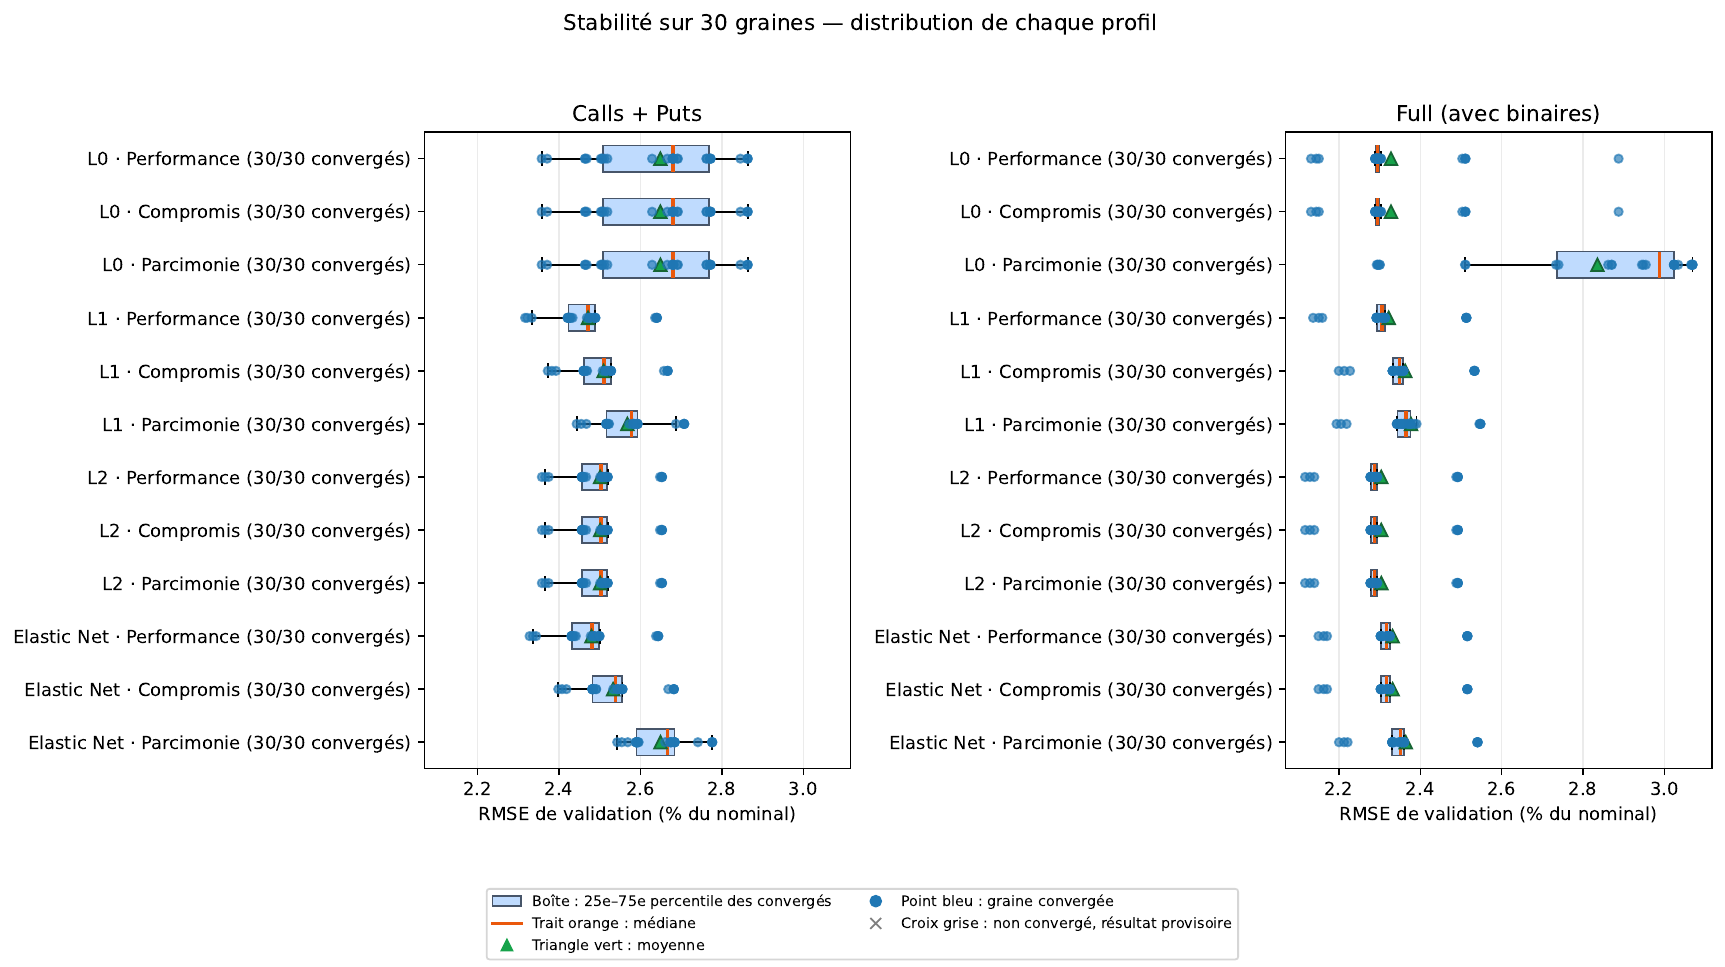 Stabilité sur 30 graines — distribution de chaque profil
Calls + Puts
L0 · Performance (30/30 convergés)
L0 · Compromis (30/30 convergés)
L0 · Parcimonie (30/30 convergés)
L1 · Performance (30/30 convergés)
L1 · Compromis (30/30 convergés)
L1 · Parcimonie (30/30 convergés)
L2 · Performance (30/30 convergés)
L2 · Compromis (30/30 convergés)
L2 · Parcimonie (30/30 convergés)
Elastic Net · Performance (30/30 convergés)
Elastic Net · Compromis (30/30 convergés)
Elastic Net · Parcimonie (30/30 convergés)
2.2 2.4 2.6 2.8 3.0
RMSE de validation (% du nominal)
Full (avec binaires)
L0 · Performance (30/30 convergés)
L0 · Compromis (30/30 convergés)
L0 · Parcimonie (30/30 convergés)
L1 · Performance (30/30 convergés)
L1 · Compromis (30/30 convergés)
L1 · Parcimonie (30/30 convergés)
L2 · Performance (30/30 convergés)
L2 · Compromis (30/30 convergés)
L2 · Parcimonie (30/30 convergés)
Elastic Net · Performance (30/30 convergés)
Elastic Net · Compromis (30/30 convergés)
Elastic Net · Parcimonie (30/30 convergés)
2.2 2.4 2.6 2.8 3.0
RMSE de validation (% du nominal)
Boîte : 25e–75e percentile des convergés
Trait orange : médiane
Triangle vert : moyenne
Point bleu : graine convergée
Croix grise : non convergé, résultat provisoire